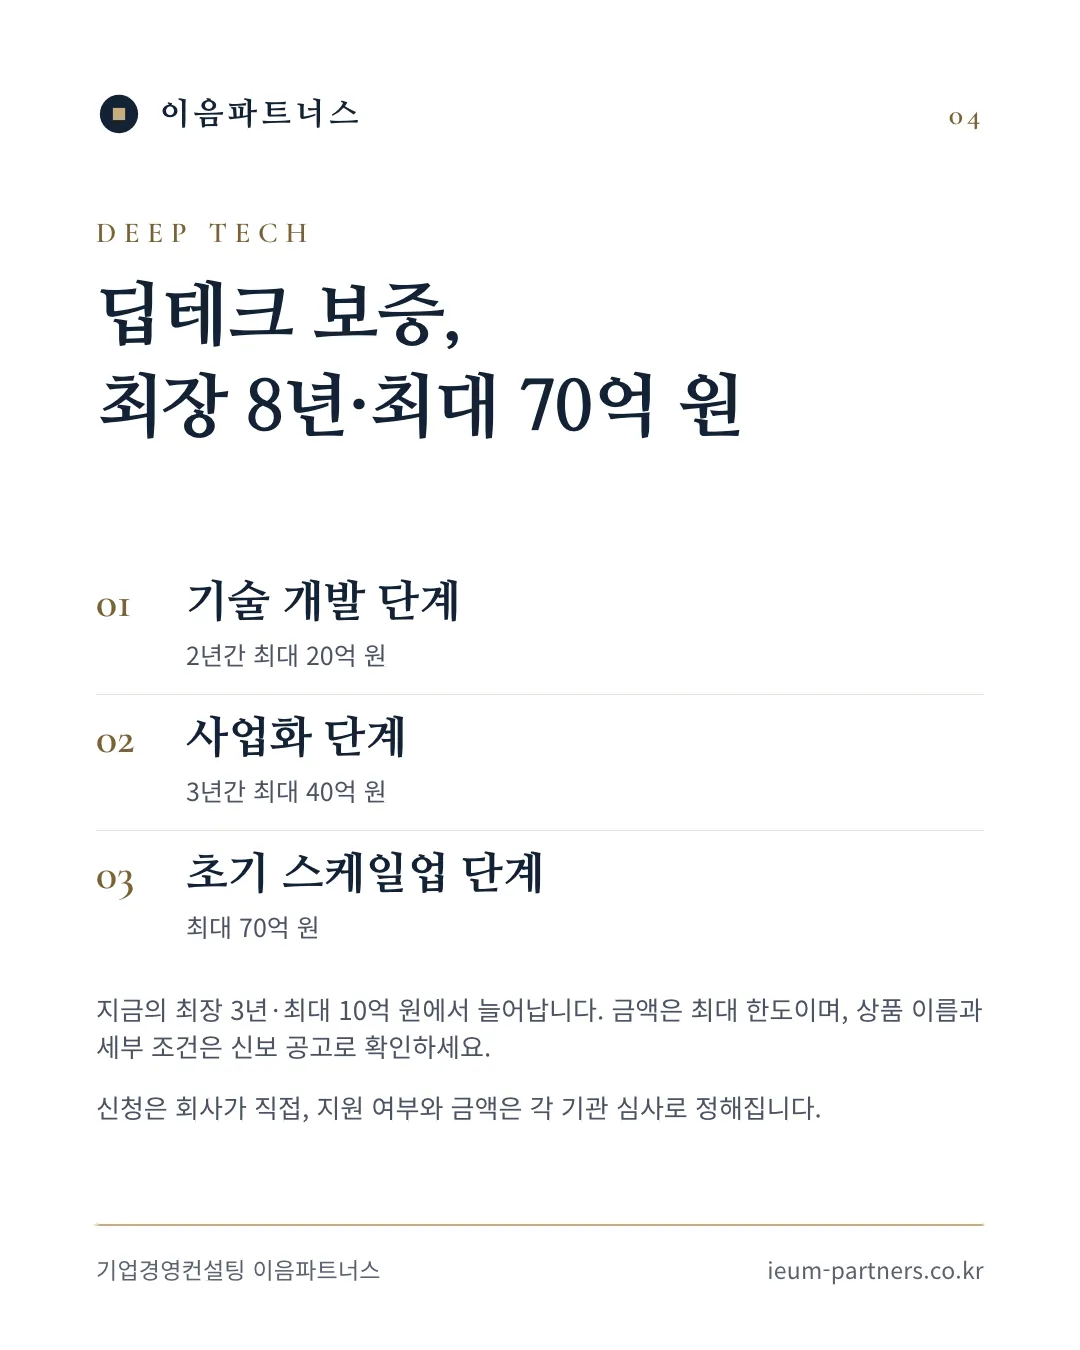 이음파트너스
04
DEEP TECH
딥테크 보증,
최장 8년·최대 70억 원
01 기술 개발 단계
2년간 최대 20억 원
02 사업화 단계
3년간 최대 40억 원
03 초기 스케일업 단계
최대 70억 원
지금의 최장 3년·최대 10억 원에서 늘어납니다. 금액은 최대 한도이며, 상품 이름과
세부 조건은 신보 공고로 확인하세요.
신청은 회사가 직접, 지원 여부와 금액은 각 기관 심사로 정해집니다.
기업경영컨설팅 이음파트너스
ieum-partners.co.kr